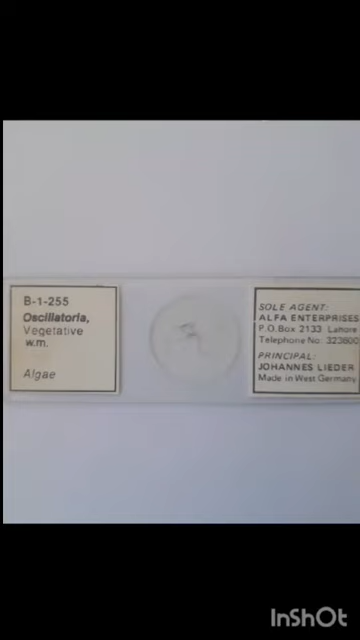 B-1-255
Oscillatoria,
Vegetative
w.m.
Algae
SOLE AGENT:
ALFA ENTERPRISES
P.O.Box 2133 Lahore
Telephone No: 323600
PRINCIPAL:
JOHANNES LIEDER
Made in West Germany
InShOt